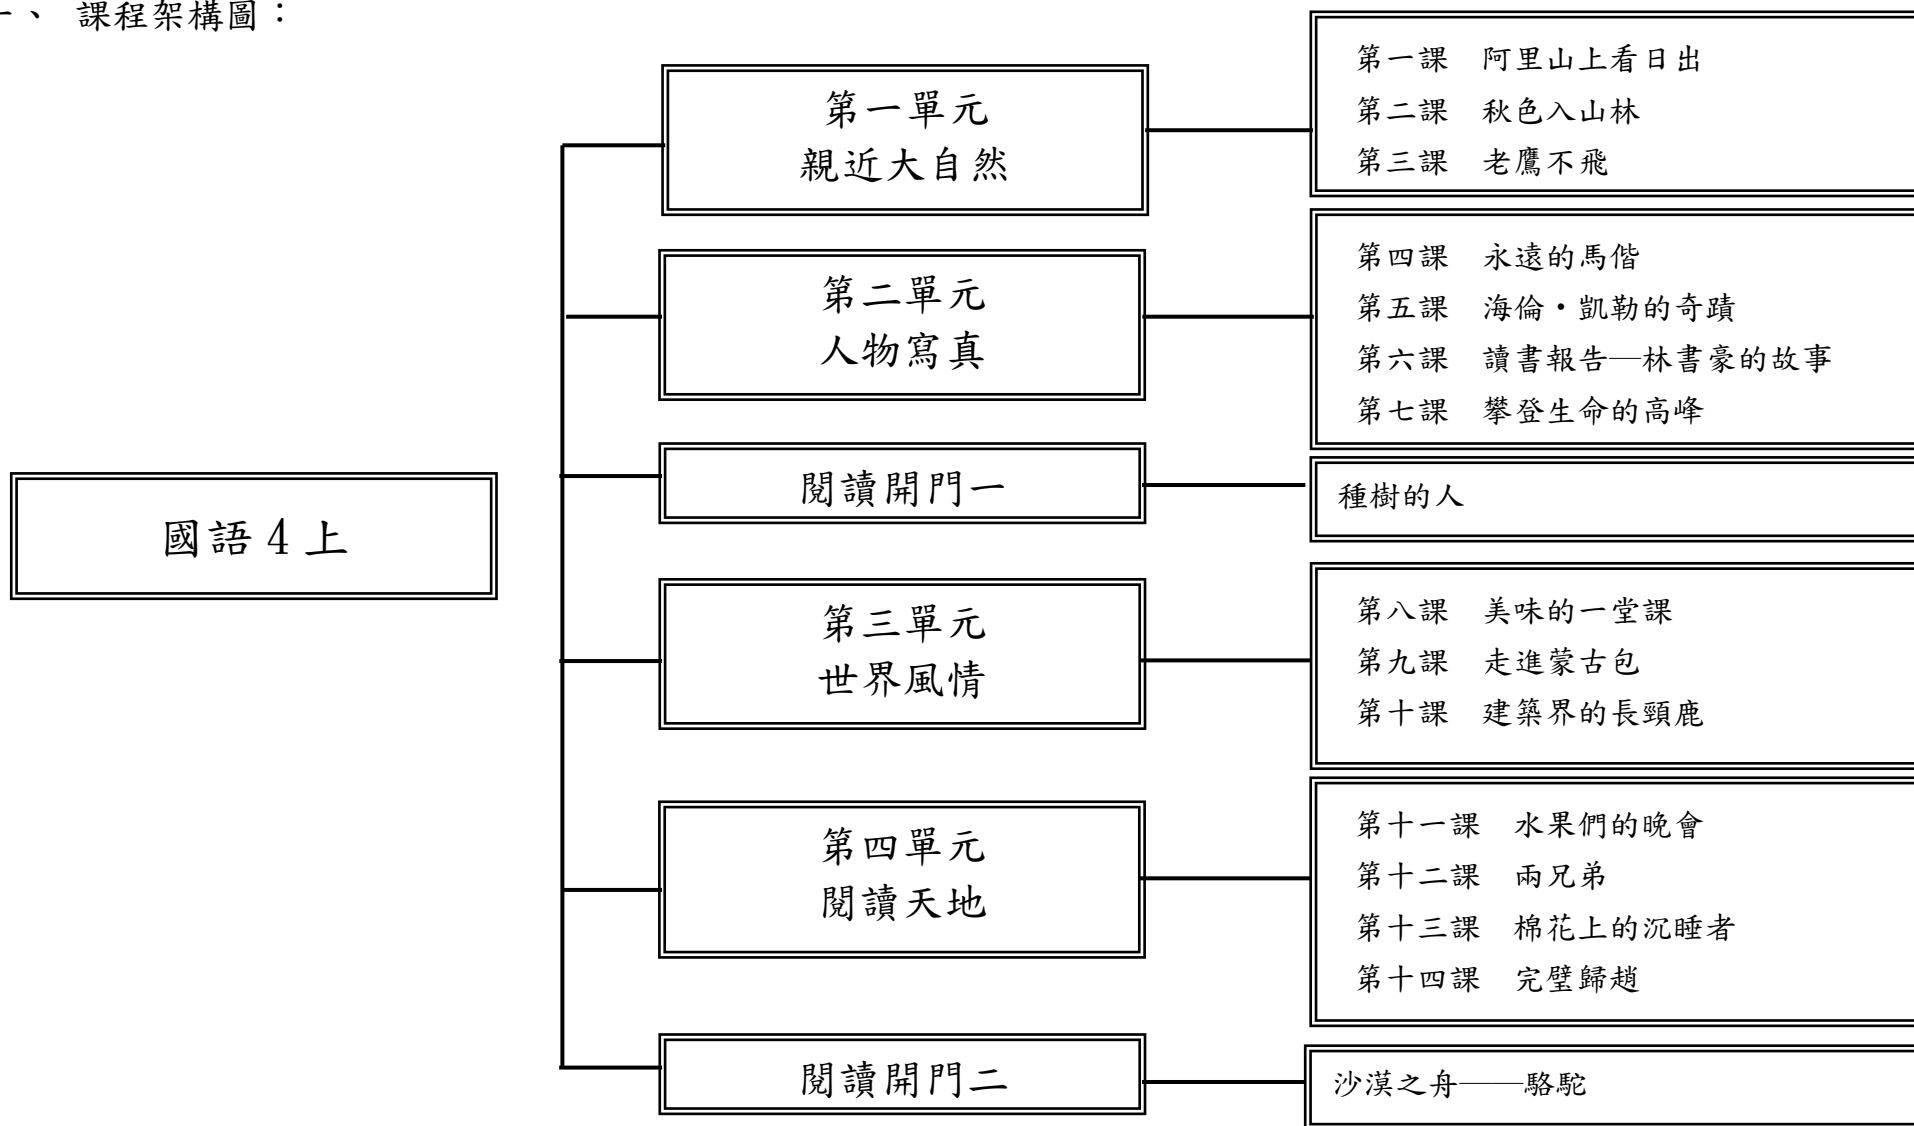 一、 課程架構圖：
國語4上
第一單元
親近大自然
第一課　阿里山上看日出
第二課　秋色入山林
第三課　老鷹不飛
第二單元
人物寫真
第四課　永遠的馬偕
第五課　海倫・凱勒的奇蹟
第六課　讀書報告─林書豪的故事
第七課　攀登生命的高峰
閱讀開門一
種樹的人
第三單元
世界風情
第八課　美味的一堂課
第九課　走進蒙古包
第十課　建築界的長頸鹿
第四單元
閱讀天地
第十一課　水果們的晚會
第十二課　兩兄弟
第十三課　棉花上的沉睡者
第十四課　完璧歸趙
閱讀開門二
沙漠之舟──駱駝